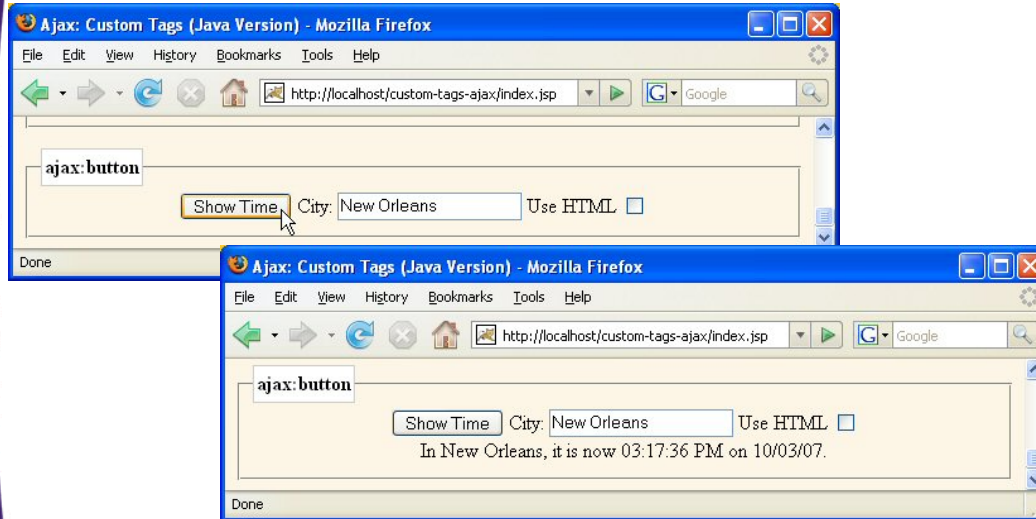 Ajax: Custom Tags (Java Version) - Mozilla Firefox
File Edit View History Bookmarks Tools Help
http://localhost/custom-tags-ajax/index.jsp G Google
ajax:button
Show Time City: New Orleans Use HTML
Done
Ajax: Custom Tags (Java Version) - Mozilla Firefox
File Edit View History Bookmarks Tools Help
http://localhost/custom-tags-ajax/index.jsp G Google
ajax:button
Show Time City: New Orleans Use HTML
In New Orleans, it is now 03:17:36 PM on 10/03/07.
Done